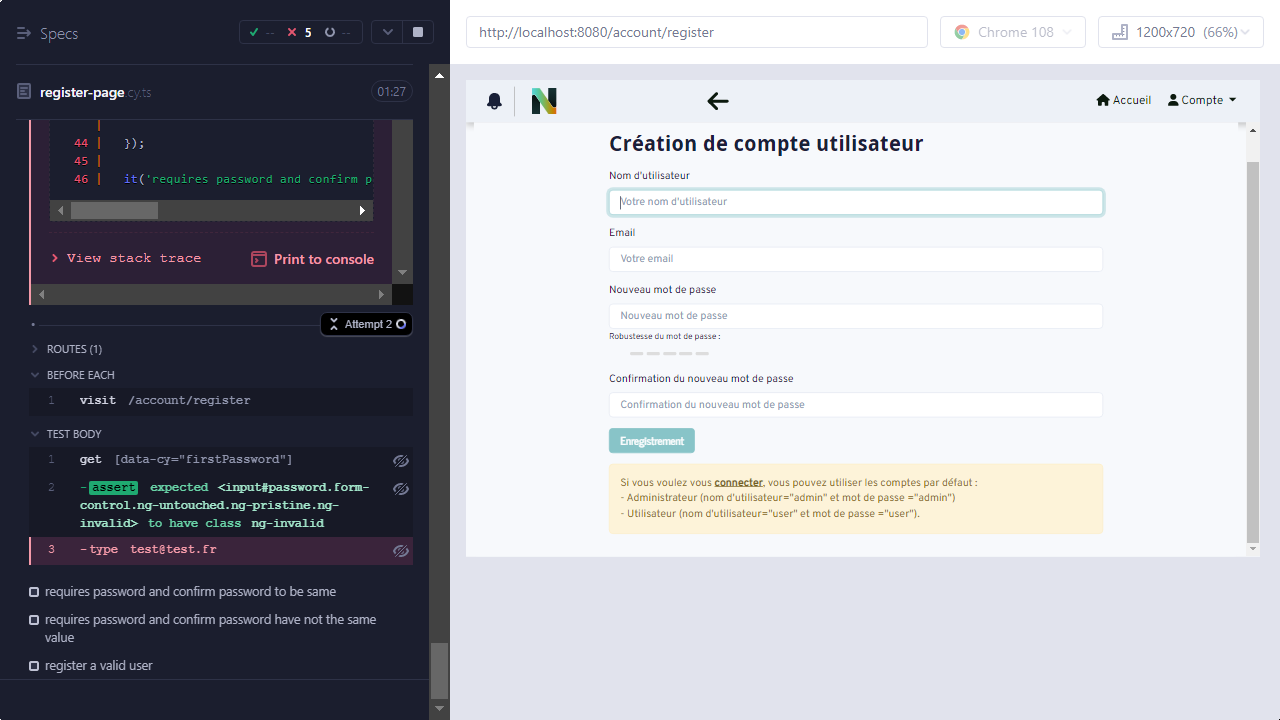 Specs
--
5
--
register-page.cy.ts
01:27
44 | });
45 |
46 | it('requires password and confirm p
View stack trace
Print to console
Attempt 2
ROUTES (1)
BEFORE EACH
1 visit /account/register
TEST BODY
1 get [data-cy="firstPassword"]
2 -assert expected <input#password.form-
control.ng-untouched.ng-pristine.ng-
invalid> to have class ng-invalid
3 -type test@test.fr
requires password and confirm password to be same
requires password and confirm password have not the same
value
register a valid user
http://localhost:8080/account/register
Chrome 108
1200x720 (66%)
N
Accueil
Compte
Création de compte utilisateur
Nom d'utilisateur
Votre nom d'utilisateur
Email
Votre email
Nouveau mot de passe
Nouveau mot de passe
Robustesse du mot de passe :
Confirmation du nouveau mot de passe
Confirmation du nouveau mot de passe
Enregistrement
Si vous voulez vous connecter, vous pouvez utiliser les comptes par défaut :
- Administrateur (nom d'utilisateur="admin" et mot de passe ="admin")
- Utilisateur (nom d'utilisateur="user" et mot de passe ="user").